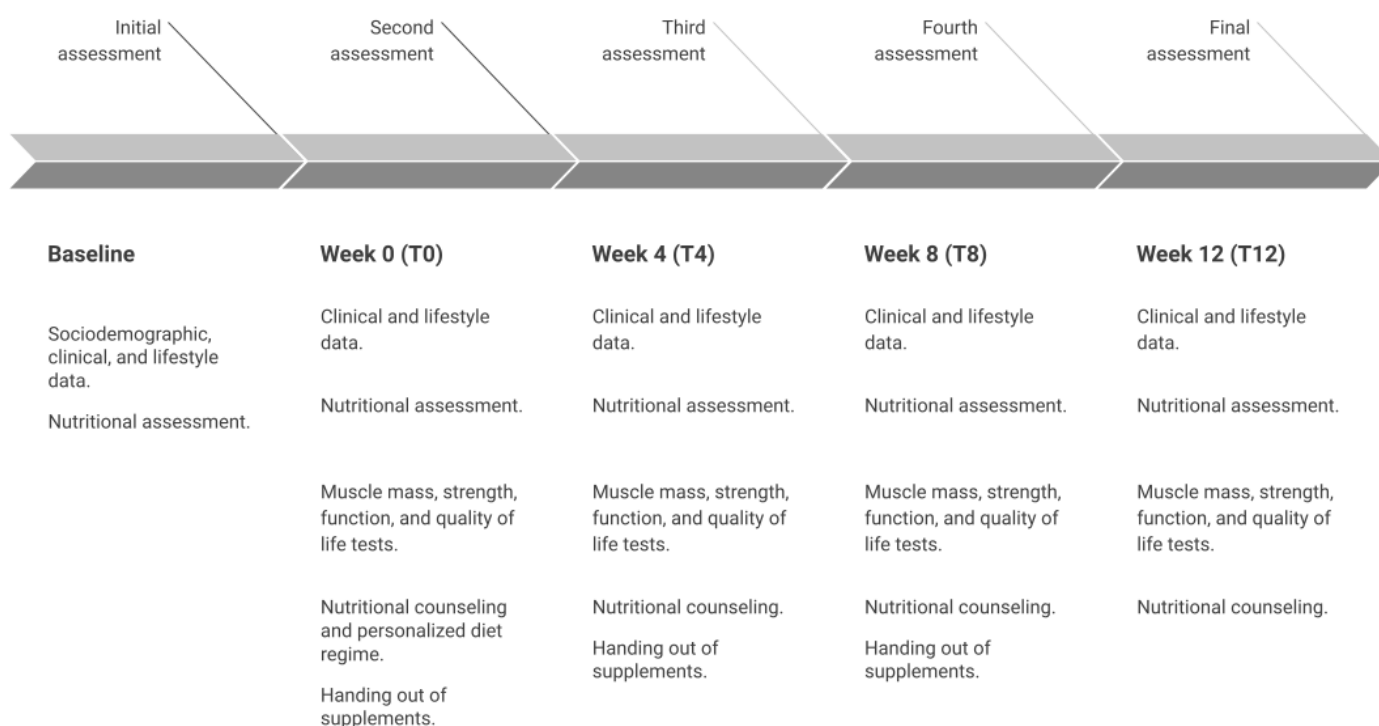 Initial
assessment
Second
assessment
Third
assessment
Fourth
assessment
Final
assessment
Baseline
Sociodemographic,
clinical, and lifestyle
data.
Nutritional assessment.
Week 0 (T0)
Clinical and lifestyle
data.
Nutritional assessment.
Muscle mass, strength,
function, and quality of
life tests.
Nutritional counseling
and personalized diet
regime.
Handing out of
supplements.
Week 4 (T4)
Clinical and lifestyle
data.
Nutritional assessment.
Muscle mass, strength,
function, and quality of
life tests.
Nutritional counseling.
Handing out of
supplements.
Week 8 (T8)
Clinical and lifestyle
data.
Nutritional assessment.
Muscle mass, strength,
function, and quality of
life tests.
Nutritional counseling.
Handing out of
supplements.
Week 12 (T12)
Clinical and lifestyle
data.
Nutritional assessment.
Muscle mass, strength,
function, and quality of
life tests.
Nutritional counseling.